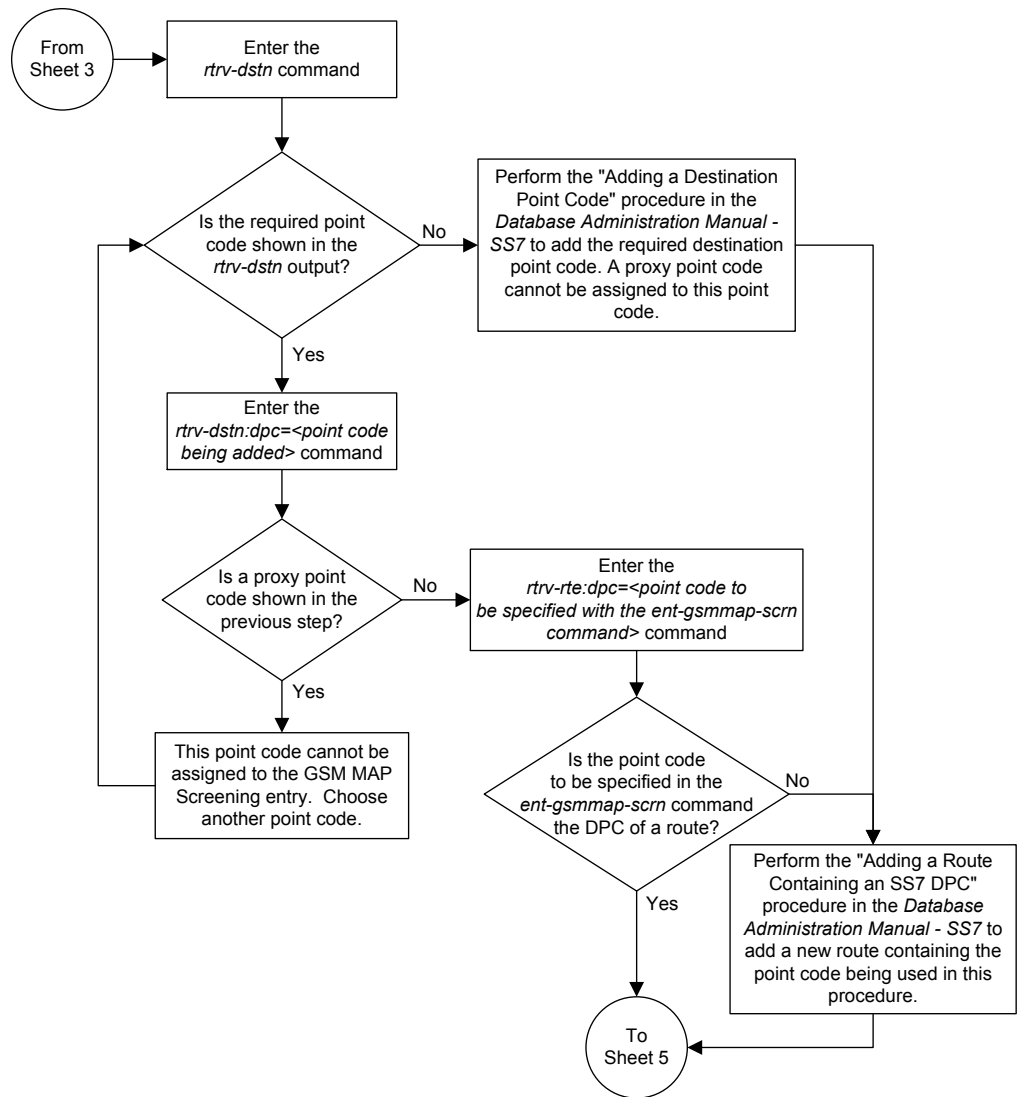 From
Sheet 3
Enter the
rtrv-dstn command
Is the required point
code shown in the
rtrv-dstn output?
No
Perform the "Adding a Destination
Point Code" procedure in the
Database Administration Manual -
SS7 to add the required destination
point code. A proxy point code
cannot be assigned to this point
code.
Yes
Enter the
rtrv-dstn:dpc=<point code
being added> command
Is a proxy point
code shown in the
previous step?
No
Enter the
rtrv-rte:dpc=<point code to
be specified with the ent-gsmmap-scrn
command> command
Yes
This point code cannot be
assigned to the GSM MAP
Screening entry.  Choose
another point code.
Is the point code
to be specified in the
ent-gsmmap-scrn command
the DPC of a route?
No
Yes
Perform the "Adding a Route
Containing an SS7 DPC"
procedure in the Database
Administration Manual - SS7 to
add a new route containing the
point code being used in this
procedure.
To
Sheet 5